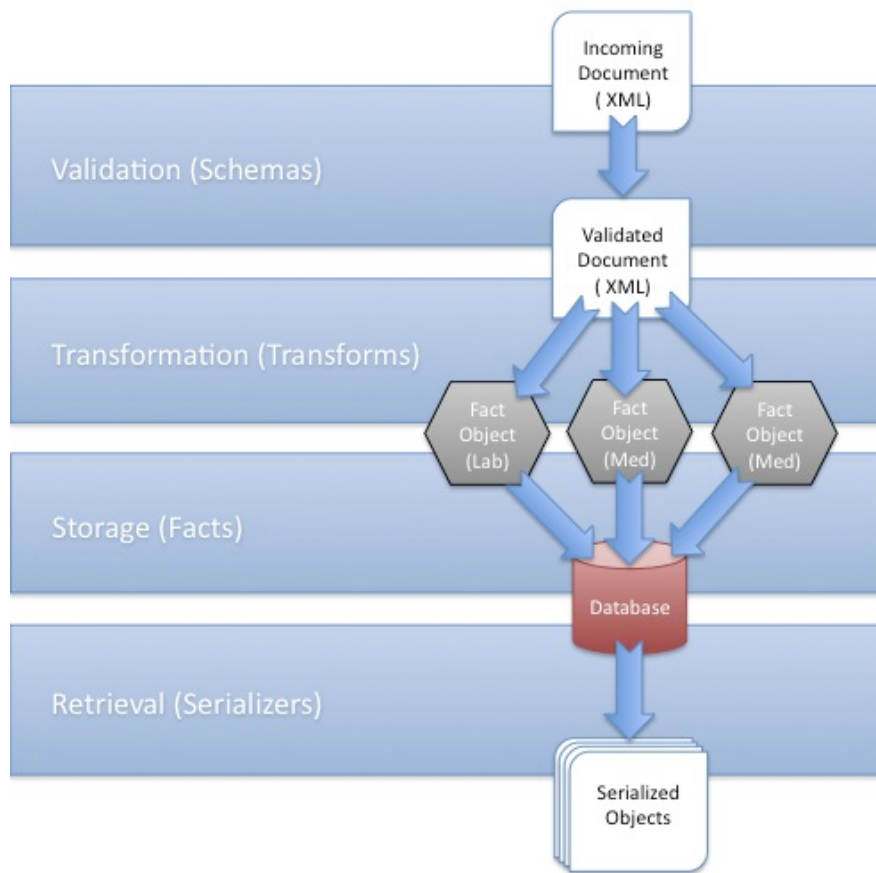 Incoming
Document
( XML)
Validation (Schemas)
Validated
Document
( XML)
Transformation (Transforms)
Fact
Object
(Lab)
Fact
Object
(Med)
Fact
Object
(Med)
Storage (Facts)
Database
Retrieval (Serializers)
Serialized
Objects